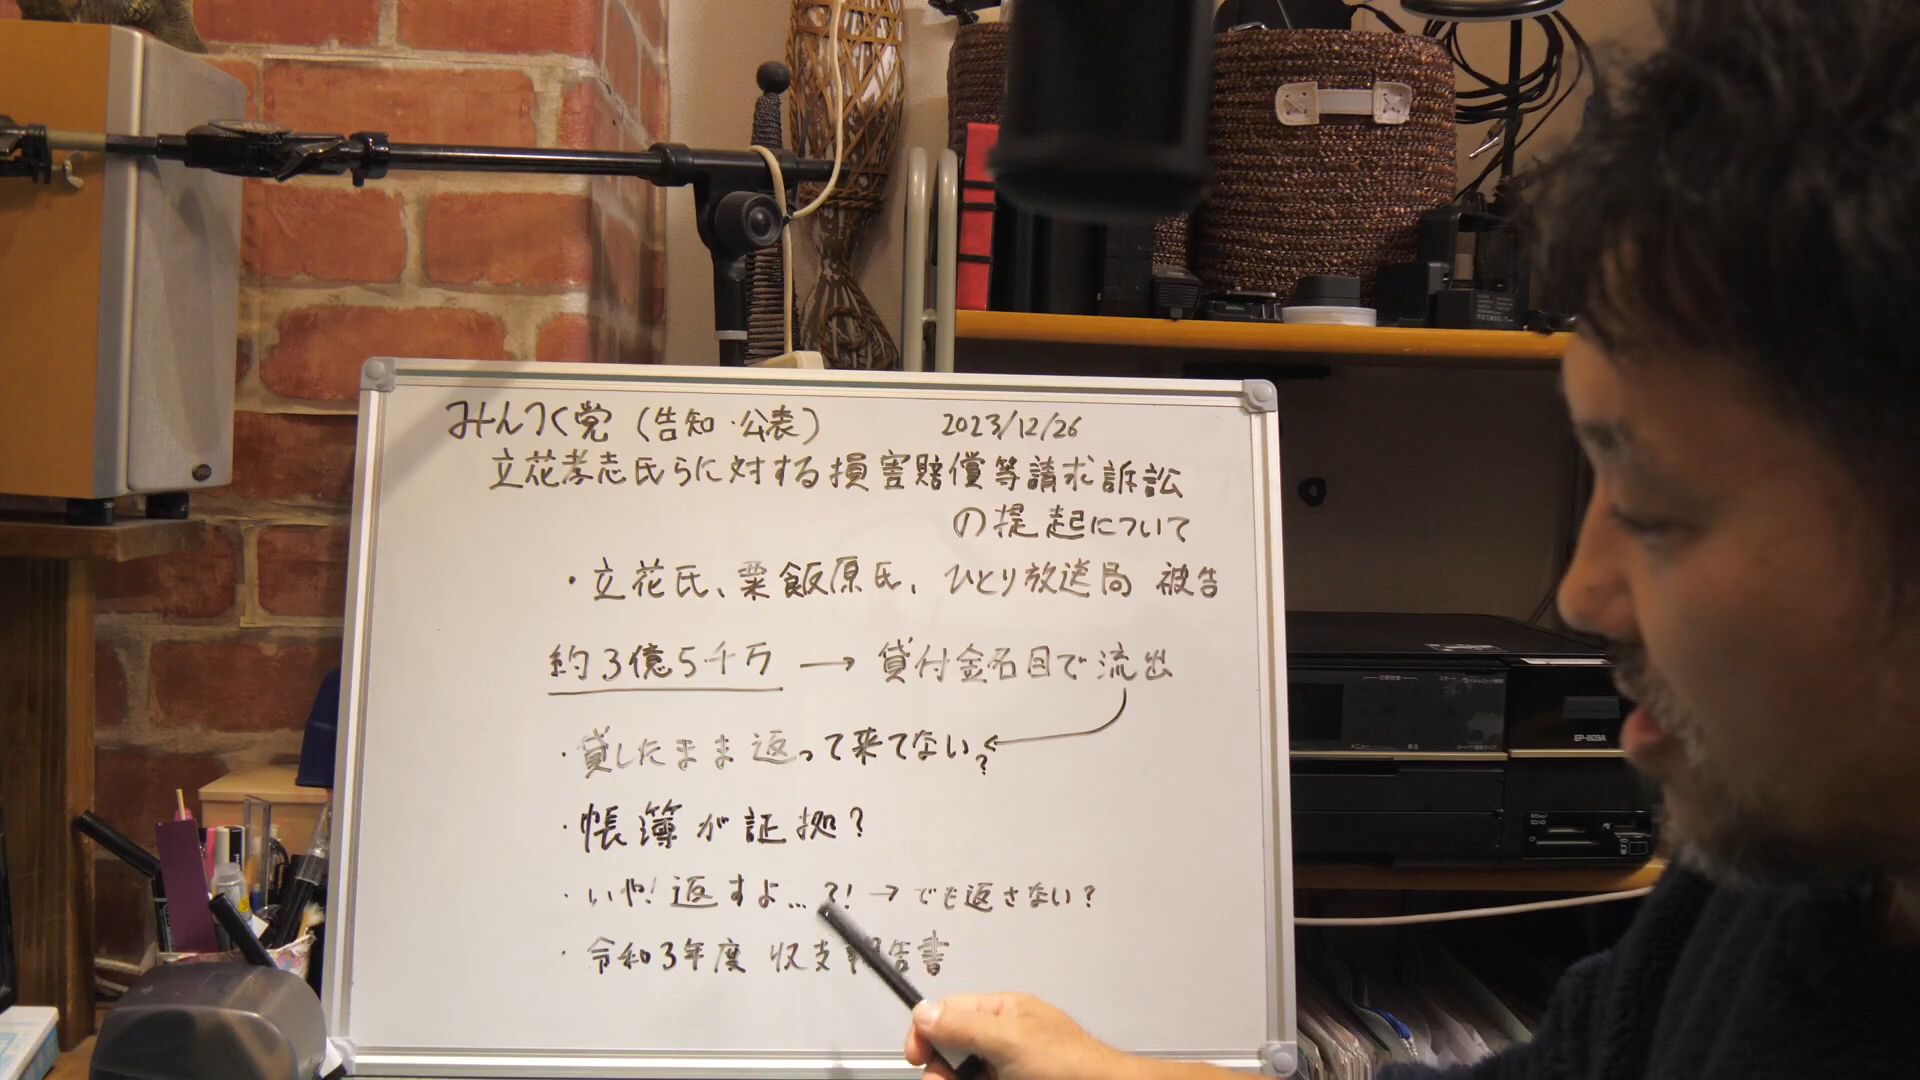 みんつく党 (告知・公表) 2023/12/26
立花孝志氏らに対する損害賠償等請求訴訟
の提起について
・立花氏、粟飯原氏、ひとり放送局 被告
約3億5千万 → 貸付金名目で流出
・貸したまま返って来てない?
・帳簿が証拠?
・いや!返すよ…?!→でも返さない?
・令和3年度 収支報告書
EP-803A